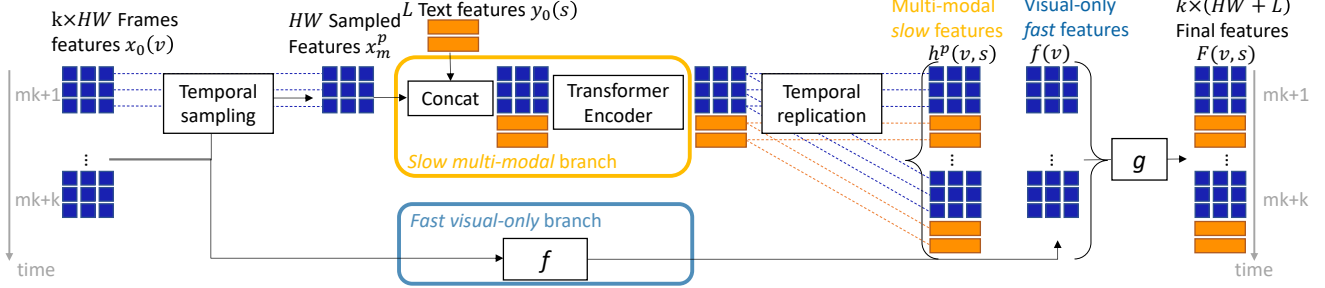 k×HW Frames
features x₀(v)
HW Sampled
Features xₘᵖ
L Text features y₀(s)
Multi-modal
slow features
hᵖ(v, s)
Visual-only
fast features
f(v)
k×(HW + L)
Final features
F(v, s)
mk+1
...
mk+k
time
Temporal
sampling
Concat
Transformer
Encoder
Slow multi-modal branch
Temporal
replication
...
...
g
...
mk+1
mk+k
time
Fast visual-only branch
f